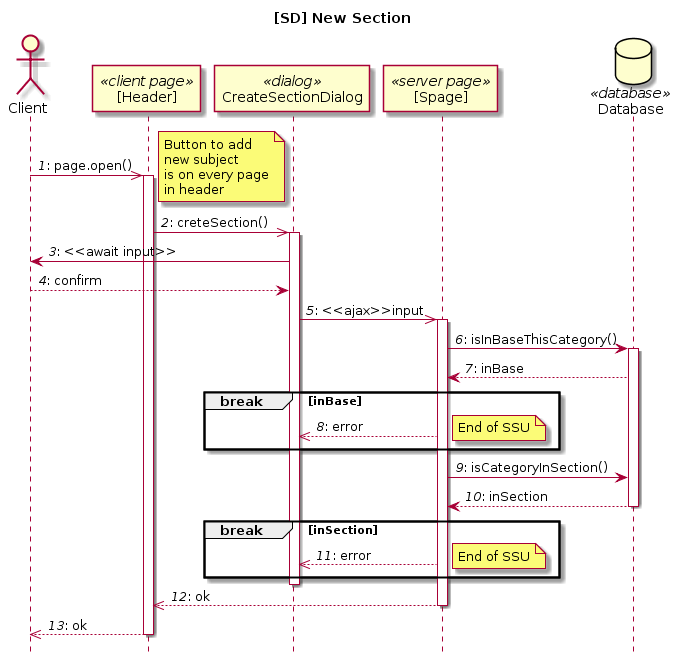 [SD] New Section
Client
«client page»
[Header]
«dialog»
CreateSectionDialog
«server page»
[Spage]
«database»
Database
Button to add
new subject
is on every page
in header
1: page.open()
2: creteSection()
3: <<await input>>
4: confirm
5: <<ajax>>input
6: isInBaseThisCategory()
7: inBase
break [inBase]
8: error
End of SSU
9: isCategoryInSection()
10: inSection
break [inSection]
11: error
End of SSU
12: ok
13: ok